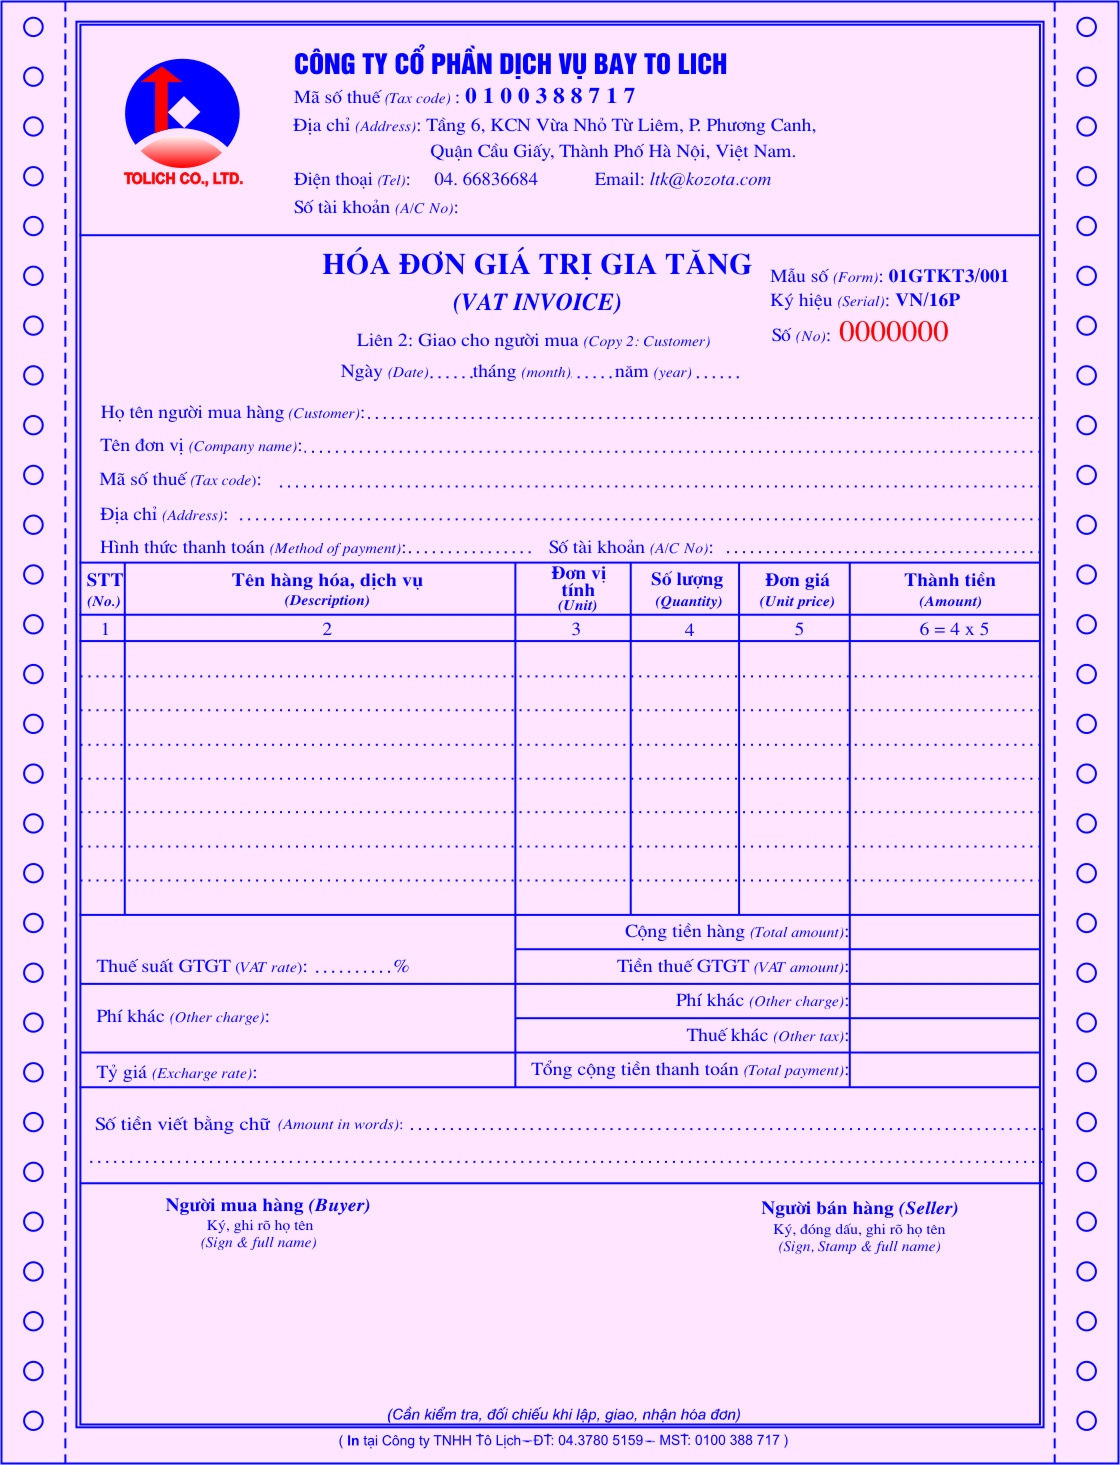 CÔNG TY CỔ PHẦN DỊCH VỤ BAY TO LICH
Mã số thuế (Tax code) : 0 1 0 0 3 8 8 7 1 7
Địa chỉ (Address): Tầng 6, KCN Vừa Nhỏ Từ Liêm, P. Phương Canh,
Quận Cầu Giấy, Thành Phố Hà Nội, Việt Nam.
TOLICH CO., LTD.
Điện thoại (Tel): 04. 66836684 Email: ltk@kozota.com
Số tài khoản (A/C No):
HÓA ĐƠN GIÁ TRỊ GIA TĂNG
(VAT INVOICE)
Mẫu số (Form): 01GTKT3/001
Ký hiệu (Serial): VN/16P
Số (No): 0000000
Liên 2: Giao cho người mua (Copy 2: Customer)
Ngày (Date)......tháng (month).....năm (year) ......
Họ tên người mua hàng (Customer):
Tên đơn vị (Company name):
Mã số thuế (Tax code):
Địa chỉ (Address):
Hình thức thanh toán (Method of payment):................ Số tài khoản (A/C No):
STT Tên hàng hóa, dịch vụ Đơn vị tính Số lượng Đơn giá Thành tiền
(No.) (Description) (Unit) (Quantity) (Unit price) (Amount)
1 2 3 4 5 6 = 4 x 5
Cộng tiền hàng (Total amount):
Thuế suất GTGT (VAT rate): ..........% Tiền thuế GTGT (VAT amount):
Phí khác (Other charge):
Phí khác (Other charge):
Thuế khác (Other tax):
Tỷ giá (Excharge rate): Tổng cộng tiền thanh toán (Total payment):
Số tiền viết bằng chữ (Amount in words):
Người mua hàng (Buyer) Người bán hàng (Seller)
Ký, ghi rõ họ tên Ký, đóng dấu, ghi rõ họ tên
(Sign & full name) (Sign, Stamp & full name)
(Cần kiểm tra, đối chiếu khi lập, giao, nhận hóa đơn)
( In tại Công ty TNHH Tô Lịch - ĐT: 04.3780 5159 - MST: 0100 388 717 )